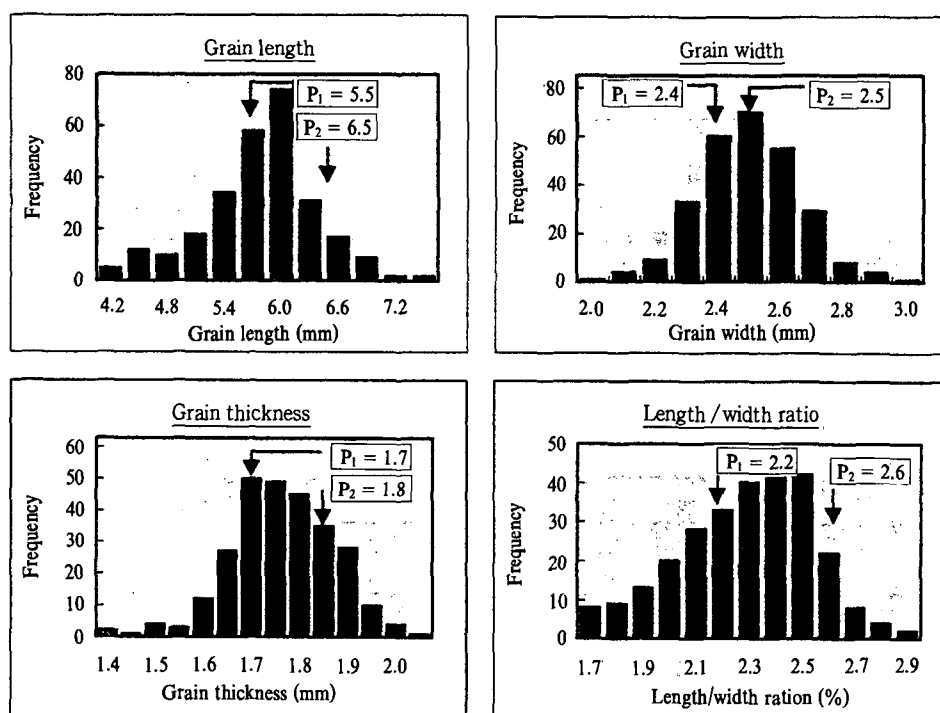 Grain length
80
60
40
20
0
Frequency
P₁ = 5.5
P₂ = 6.5
4.2 4.8 5.4 6.0 6.6 7.2
Grain length (mm)
Grain width
80
60
40
20
0
Frequency
P₁ = 2.4
P₂ = 2.5
2.0 2.2 2.4 2.6 2.8 3.0
Grain width (mm)
Grain thickness
60
50
40
30
20
10
0
Frequency
P₁ = 1.7
P₂ = 1.8
1.4 1.5 1.6 1.7 1.8 1.9 2.0
Grain thickness (mm)
Length/width ratio
50
40
30
20
10
0
Frequency
P₁ = 2.2
P₂ = 2.6
1.7 1.9 2.1 2.3 2.5 2.7 2.9
Length/width ration (%)